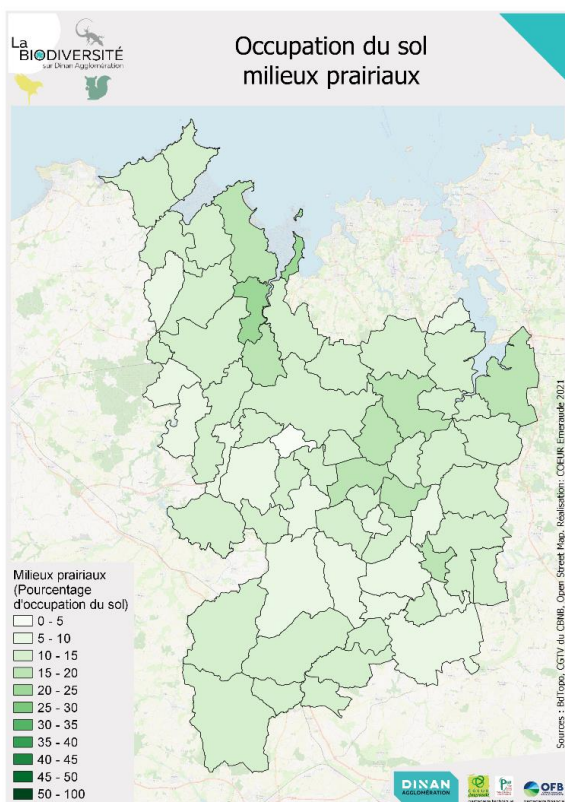 La
BIODIVERSITÉ
sur Dinan Agglomération
Occupation du sol
milieux prairiaux
Milieux prairiaux
(Pourcentage
d'occupation du sol)
0 - 5
5 - 10
10 - 15
15 - 20
20 - 25
25 - 30
30 - 35
35 - 40
40 - 45
45 - 50
50 - 100
Sources : BdTopo, CGTV du CBNB, Open Street Map. Réalisation: COEUR Emeraude 2021
DINAN
AGGLOMÉRATION
OFB